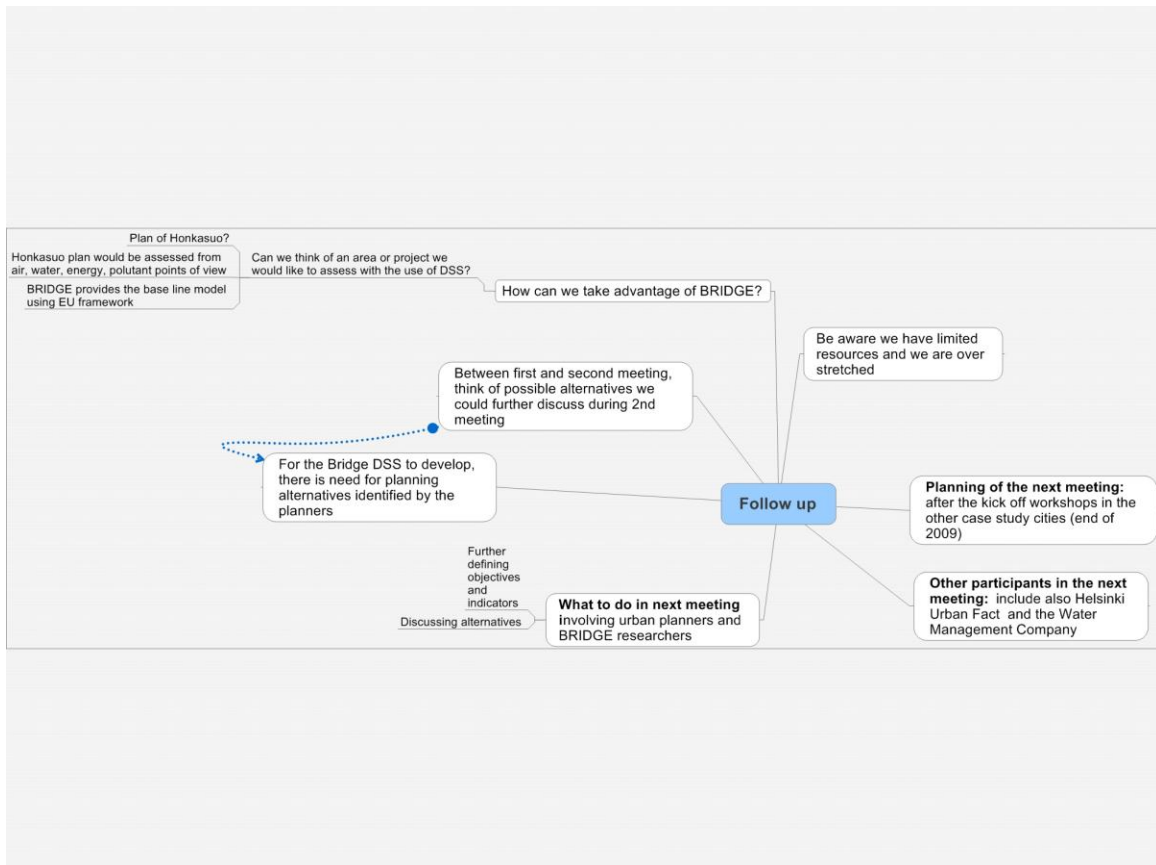 Plan of Honkasuo?
Honkasuo plan would be assessed from
air, water, energy, polutant points of view
BRIDGE provides the base line model
using EU framework
Can we think of an area or project we
would like to assess with the use of DSS?
How can we take advantage of BRIDGE?
Be aware we have limited
resources and we are over
stretched
Between first and second meeting,
think of possible alternatives we
could further discuss during 2nd
meeting
For the Bridge DSS to develop,
there is need for planning
alternatives identified by the
planners
Follow up
Planning of the next meeting:
after the kick off workshops in the
other case study cities (end of
2009)
Further
defining
objectives
and
indicators
Discussing alternatives
What to do in next meeting
involving urban planners and
BRIDGE researchers
Other participants in the next
meeting: include also Helsinki
Urban Fact and the Water
Management Company